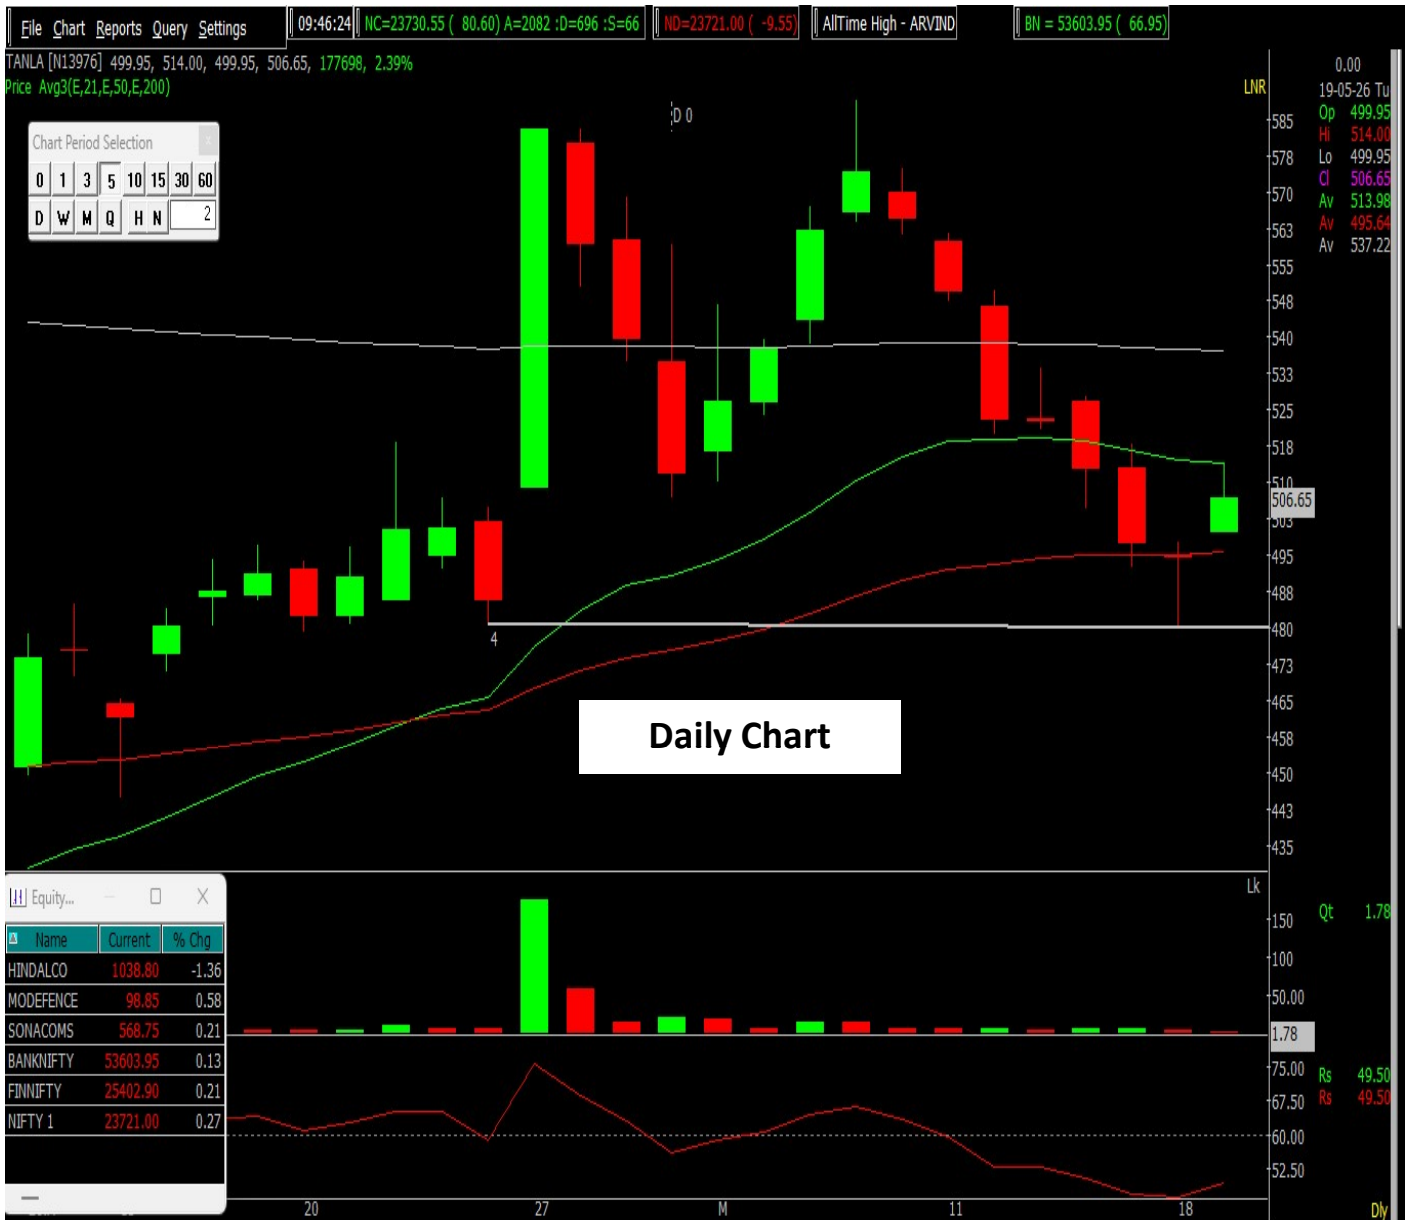 File Chart Reports Query Settings
09:46:24
NC=23730.55 ( 80.60) A=2082 :D=696 :S=66
ND=23721.00 ( -9.55)
AllTime High - ARVIND
BN = 53603.95 ( 66.95)
TANLA [N13976] 499.95, 514.00, 499.95, 506.65, 177698, 2.39%
Price Avg3(E,21,E,50,E,200)
LNR
0.00
19-05-26 Tu
Op 499.95
Hi 514.00
Lo 499.95
Cl 506.65
Av 513.98
Av 495.64
Av 537.22
Chart Period Selection
0 1 3 5 10 15 30 60
D W M Q H N 2
D 0
585
578
570
563
555
548
540
533
525
518
510
506.65
503
495
488
480
473
465
458
450
443
435
4
Daily Chart
Lk
Qt 1.78
150
100
50.00
1.78
75.00
67.50
60.00
52.50
Rs 49.50
Rs 49.50
Equity...
Name Current % Chg
HINDALCO 1038.80 -1.36
MODEFENCE 98.85 0.58
SONACOMS 568.75 0.21
BANKNIFTY 53603.95 0.13
FINNIFTY 25402.90 0.21
NIFTY 1 23721.00 0.27
20 27 M 11 18
Dly